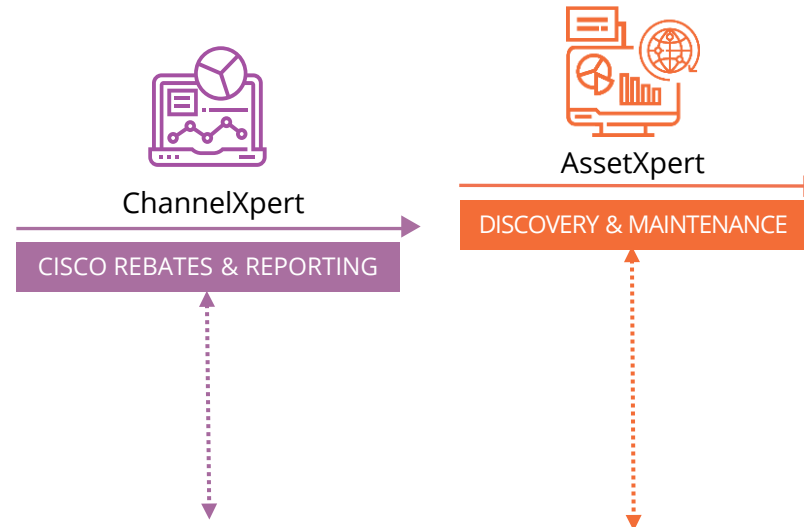 ChannelXpert
CISCO REBATES & REPORTING
AssetXpert
DISCOVERY & MAINTENANCE